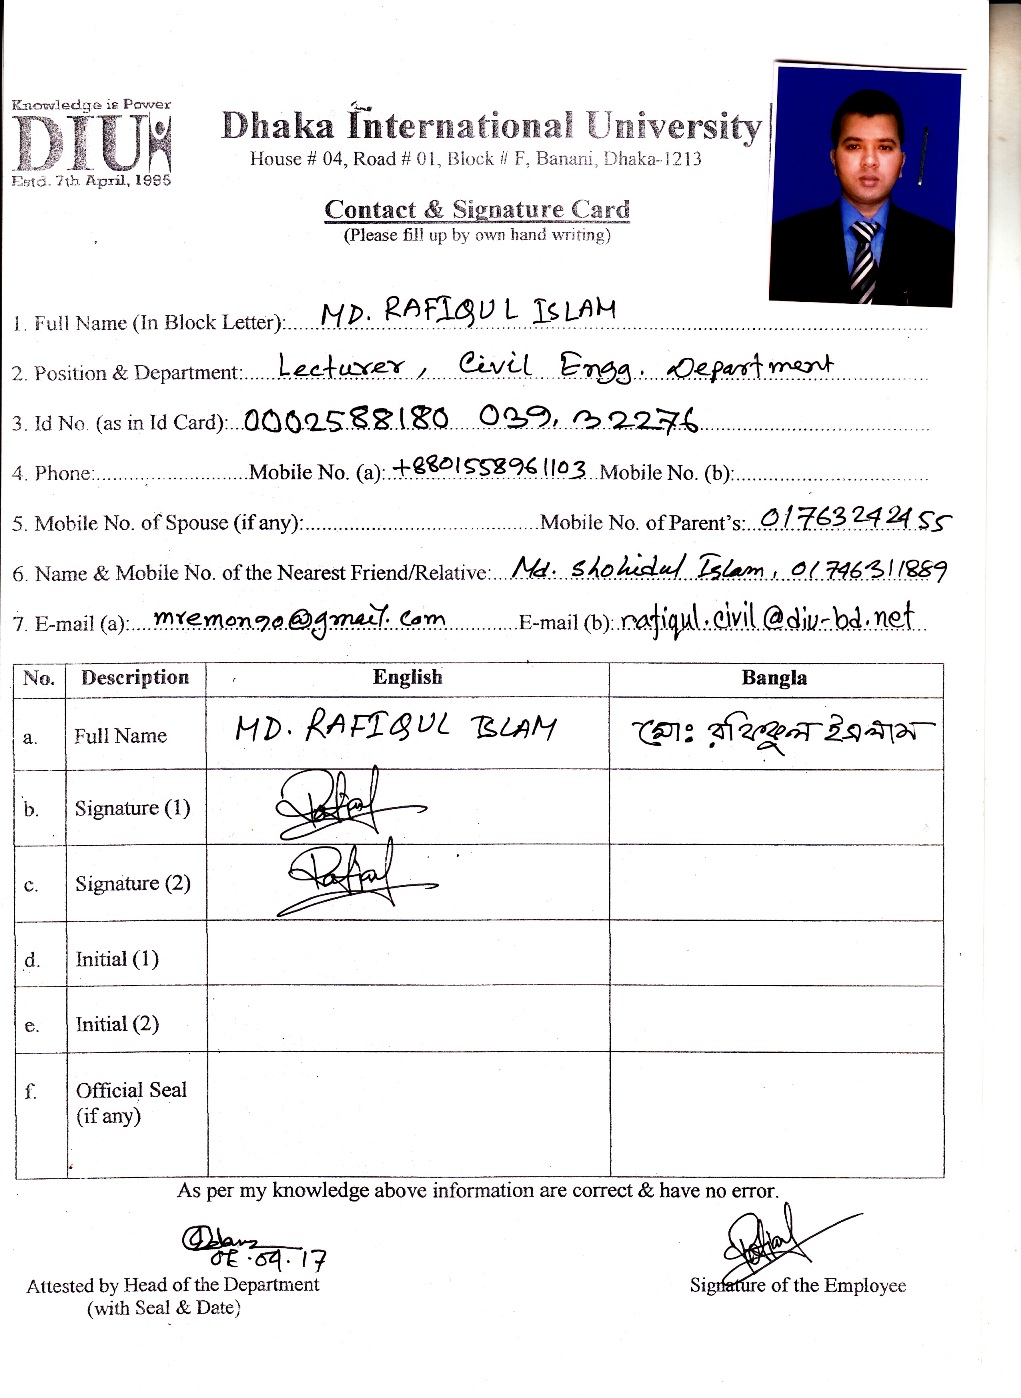 Knowledge is Power
DIU
Estd. 7th April, 1995
Dhaka International University
House # 04, Road # 01, Block # F, Banani, Dhaka-1213
Contact & Signature Card
(Please fill up by own hand writing)
1. Full Name (In Block Letter): MD. RAFIQUL ISLAM
2. Position & Department: Lecturer, Civil Engg. Department
3. Id No. (as in Id Card): 0002588180 039, 32276
4. Phone: Mobile No. (a): +8801558961103 Mobile No. (b):
5. Mobile No. of Spouse (if any): Mobile No. of Parent's: 01763242455
6. Name & Mobile No. of the Nearest Friend/Relative: Md. Shohidul Islam, 01746311889
7. E-mail (a): mremon90@gmail.com E-mail (b): rafiqul.civil@diu-bd.net
No. Description English Bangla
a. Full Name MD. RAFIQUL ISLAM মো: রফিকুল ইসলাম
b. Signature (1)
c. Signature (2)
d. Initial (1)
e. Initial (2)
f. Official Seal
(if any)
As per my knowledge above information are correct & have no error.
Attested by Head of the Department
(with Seal & Date)
Signature of the Employee